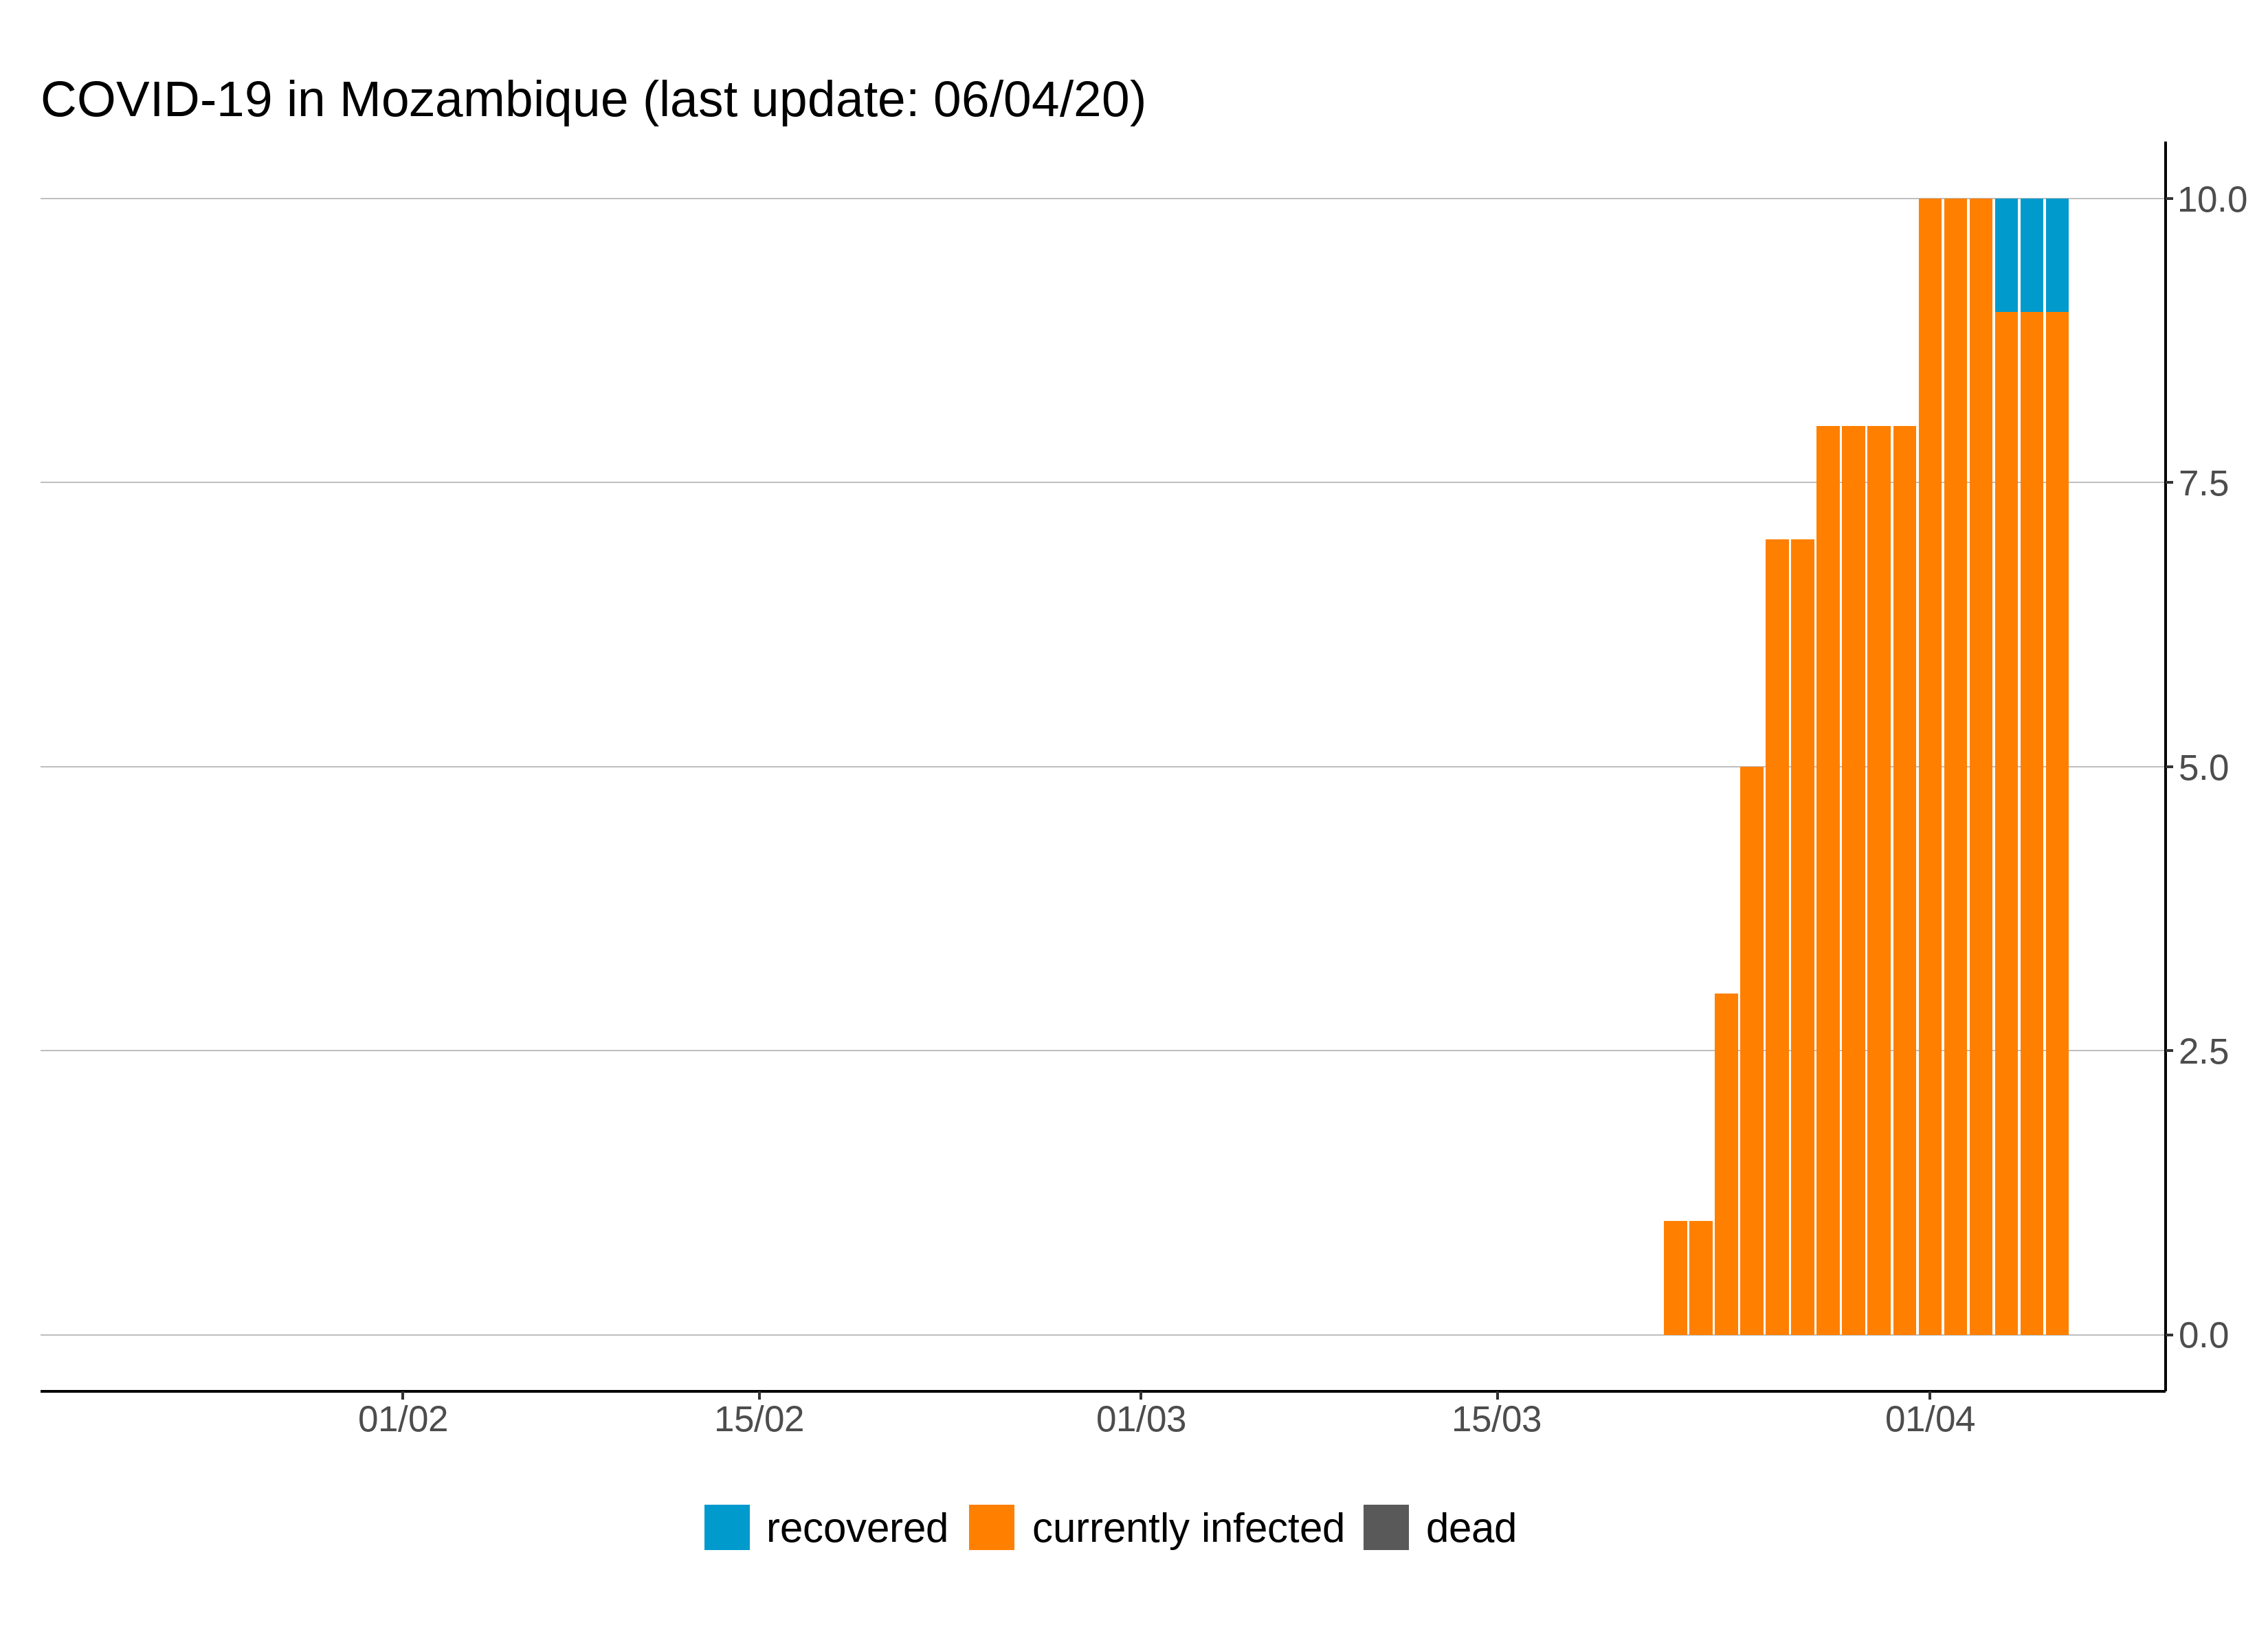 COVID-19 in Mozambique (last update: 06/04/20)
10.0
7.5
5.0
2.5
0.0
01/02 15/02 01/03 15/03 01/04
recovered currently infected dead